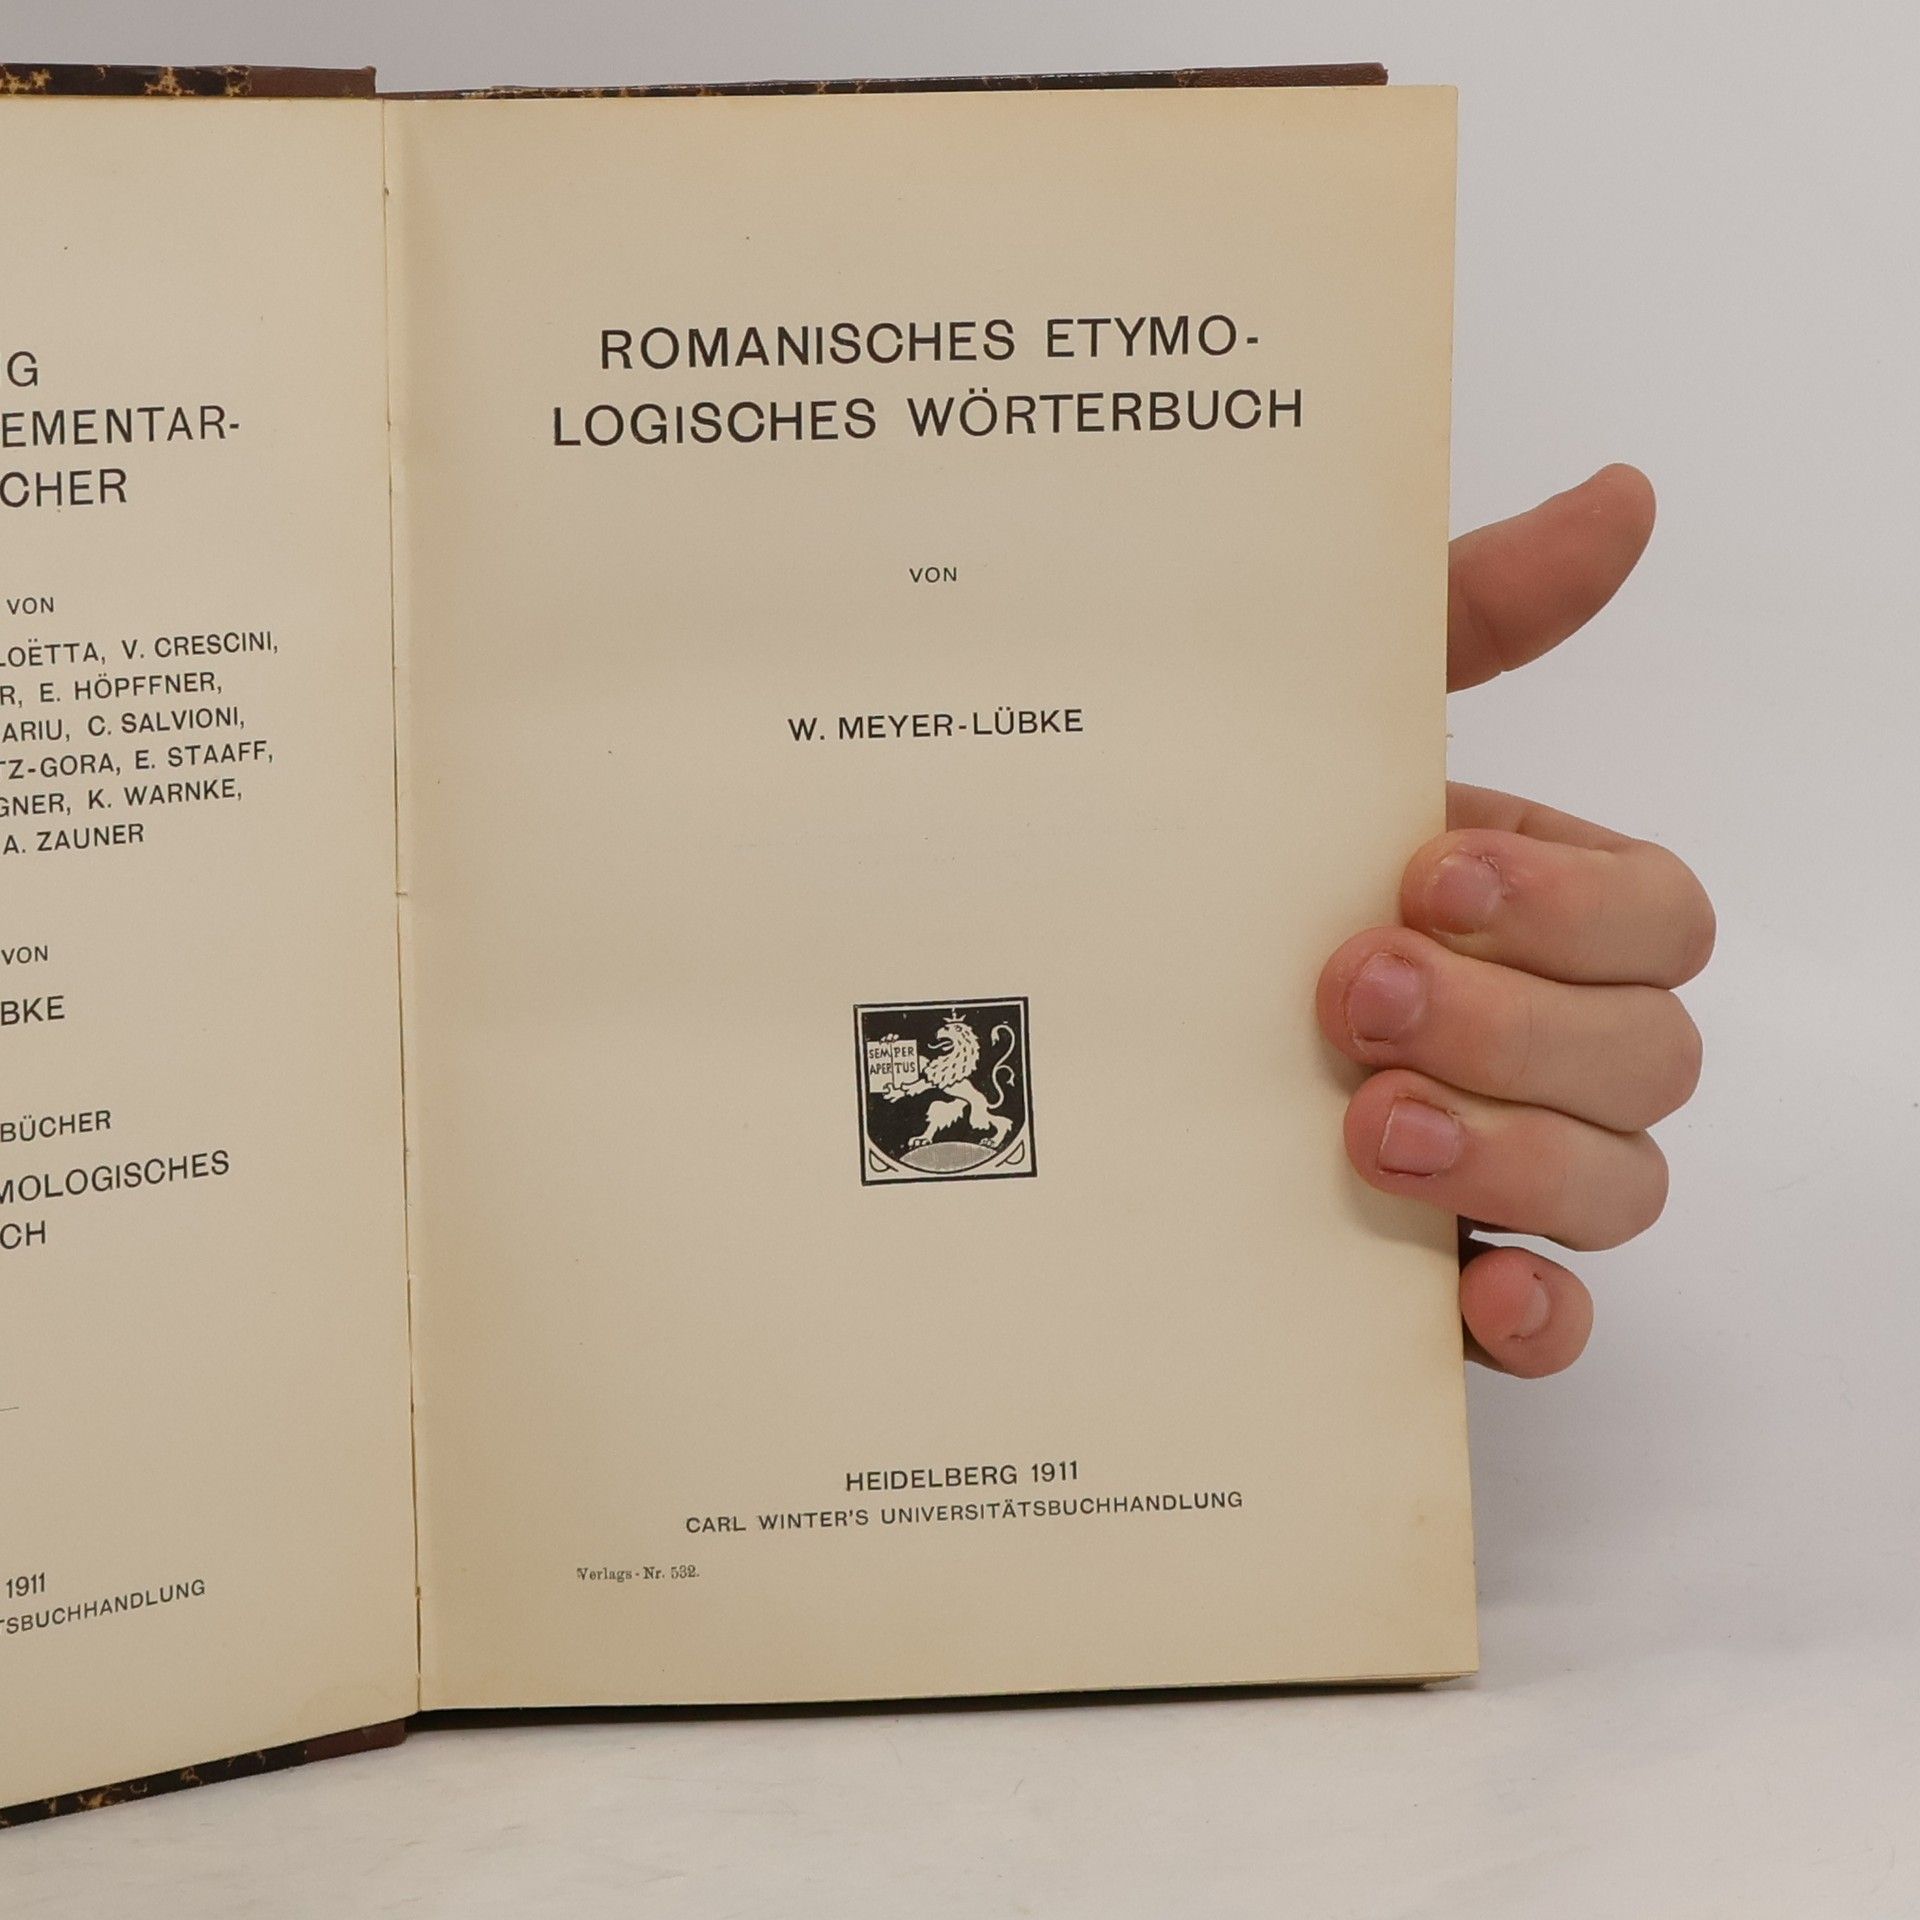 G
EMENTAR-
CHER
VON
LOËTTA, V. CRESCINI,
R, E. HÖPFFNER,
ARIU, C. SALVIONI,
TZ-GORA, E. STAAFF,
GNER, K. WARNKE,
A. ZAUNER
VON
BKE
BÜCHER
MOLOGISCHES
CH
1911
TSBUCHHANDLUNG
ROMANISCHES ETYMO-
LOGISCHES WÖRTERBUCH
VON
W. MEYER-LÜBKE
SEMPER
APERTUS
HEIDELBERG 1911
CARL WINTER'S UNIVERSITÄTSBUCHHANDLUNG
Verlags-Nr. 532.